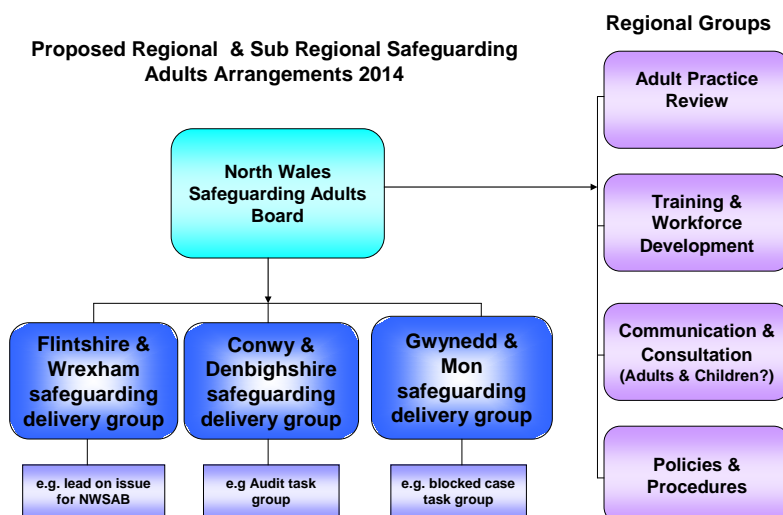 Proposed Regional & Sub Regional Safeguarding
Adults Arrangements 2014
Regional Groups
Adult Practice
Review
North Wales
Safeguarding Adults
Board
Training &
Workforce
Development
Communication &
Consultation
(Adults & Children?)
Policies &
Procedures
Flintshire &
Wrexham
safeguarding
delivery group
Conwy &
Denbighshire
safeguarding
delivery group
Gwynedd &
Mon
safeguarding
delivery group
e.g. lead on issue
for NWSAB
e.g Audit task
group
e.g. blocked case
task group